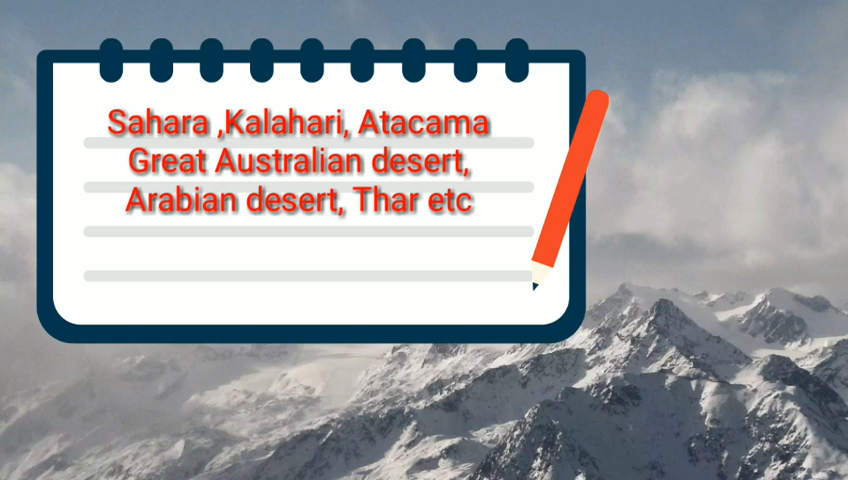 Sahara ,Kalahari, Atacama
Great Australian desert,
Arabian desert, Thar etc